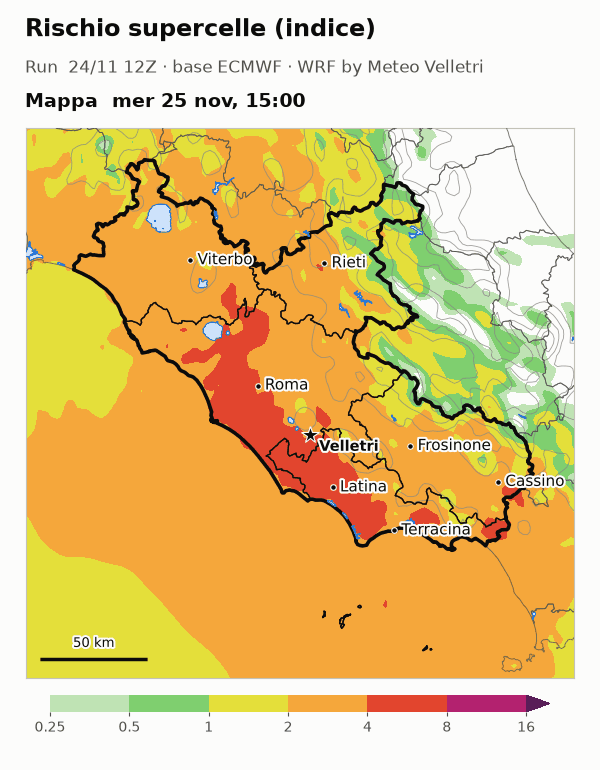 Rischio supercelle (indice)
Run  24/11 12Z · base ECMWF · WRF by Meteo Velletri
Mappa  mer 25 nov, 15:00
Viterbo
Rieti
Roma
Velletri
Frosinone
Latina
Cassino
Terracina
50 km
0.25 0.5 1 2 4 8 16